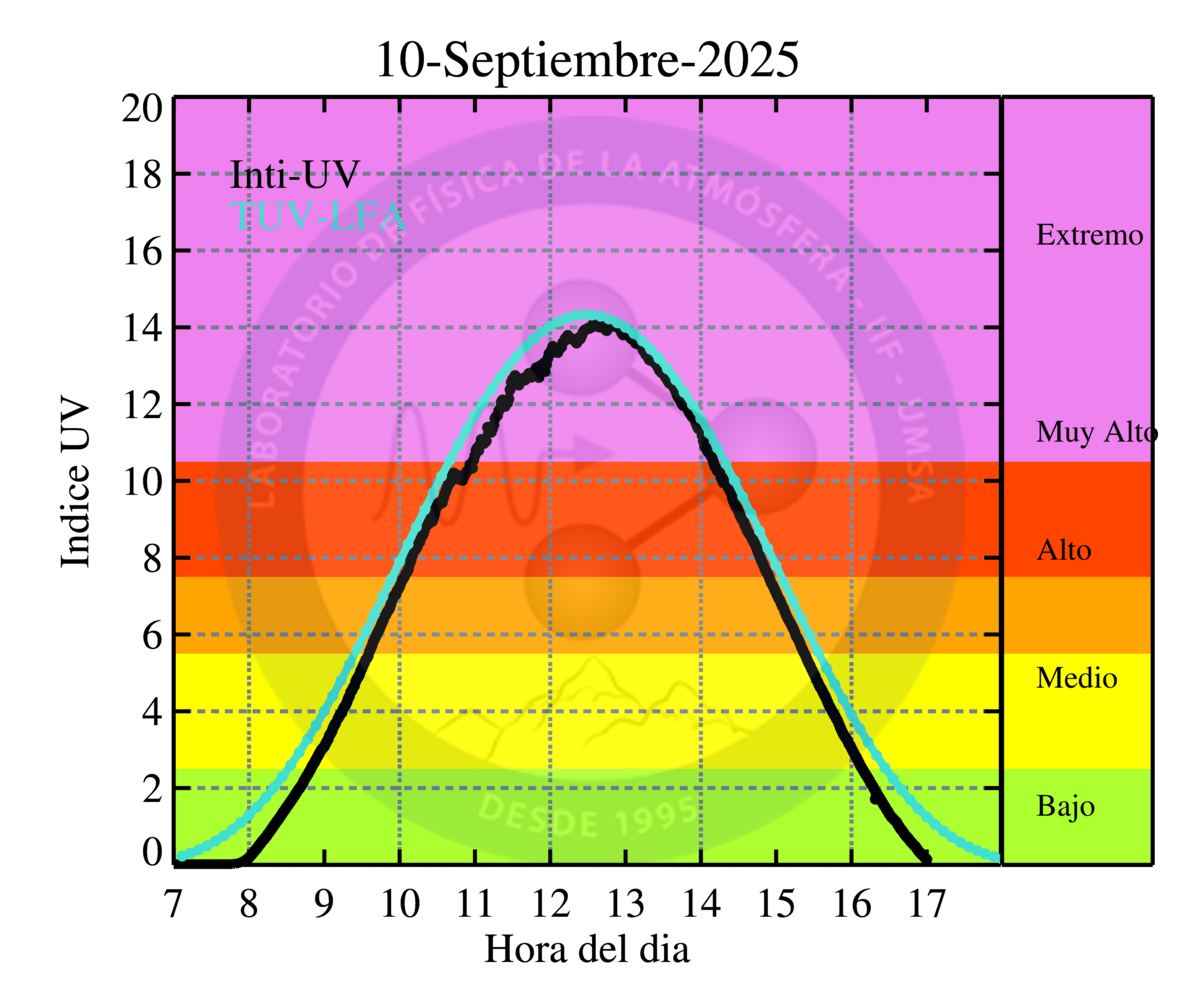 10-Septiembre-2025
20
18
16
14
12
10
8
6
4
2
0
Indice UV
Inti-UV
TUV-LFA
LABORATORIO DE FÍSICA DE LA ATMÓSFERA - IIF - UMSA
DESDE 1995
Extremo
Muy Alto
Alto
Medio
Bajo
7 8 9 10 11 12 13 14 15 16 17
Hora del dia